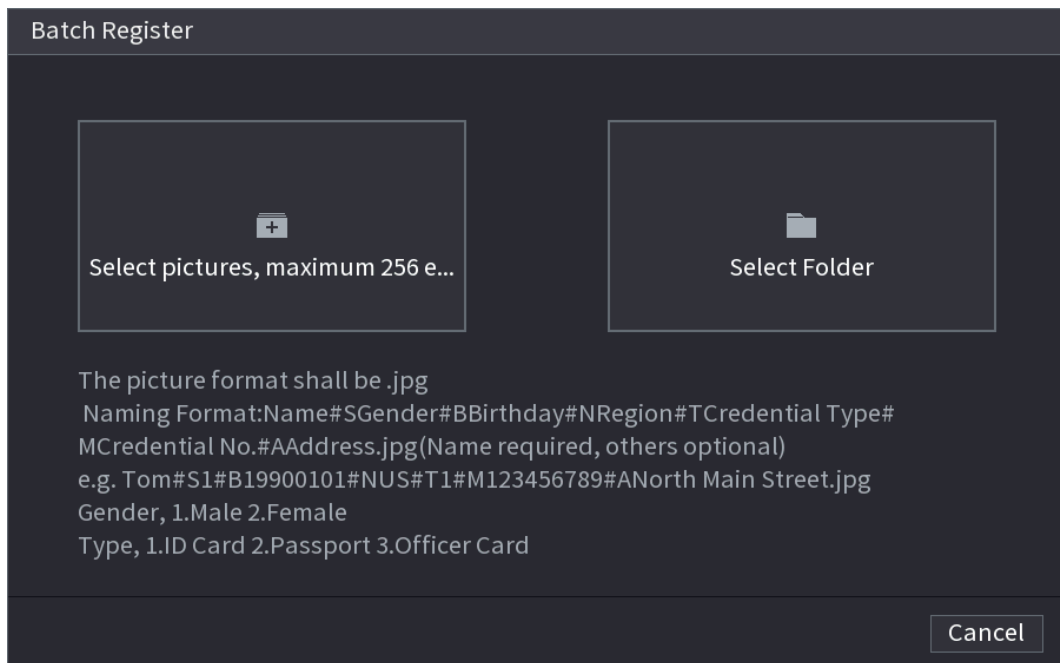 Batch Register
Select pictures, maximum 256 e...
Select Folder
The picture format shall be .jpg
Naming Format:Name#SGender#BBirthday#NRegion#TCredential Type#
MCredential No.#AAddress.jpg(Name required, others optional)
e.g. Tom#S1#B19900101#NUS#T1#M123456789#ANorth Main Street.jpg
Gender, 1.Male 2.Female
Type, 1.ID Card 2.Passport 3.Officer Card
Cancel